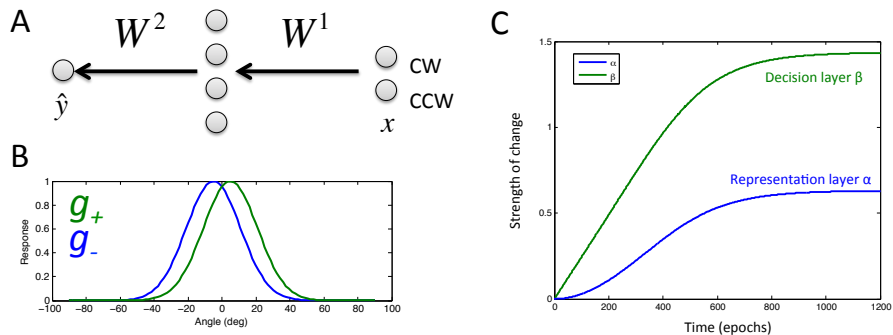 A
W²
W¹
CW
CCW
ŷ
x
B
g₊
g₋
Response
1
0.8
0.6
0.4
0.2
0
−100 −80 −60 −40 −20 0 20 40 60 80 100
Angle (deg)
C
α
β
Decision layer β
Representation layer α
Strength of change
1.5
1
0.5
0
0 200 400 600 800 1000 1200
Time (epochs)